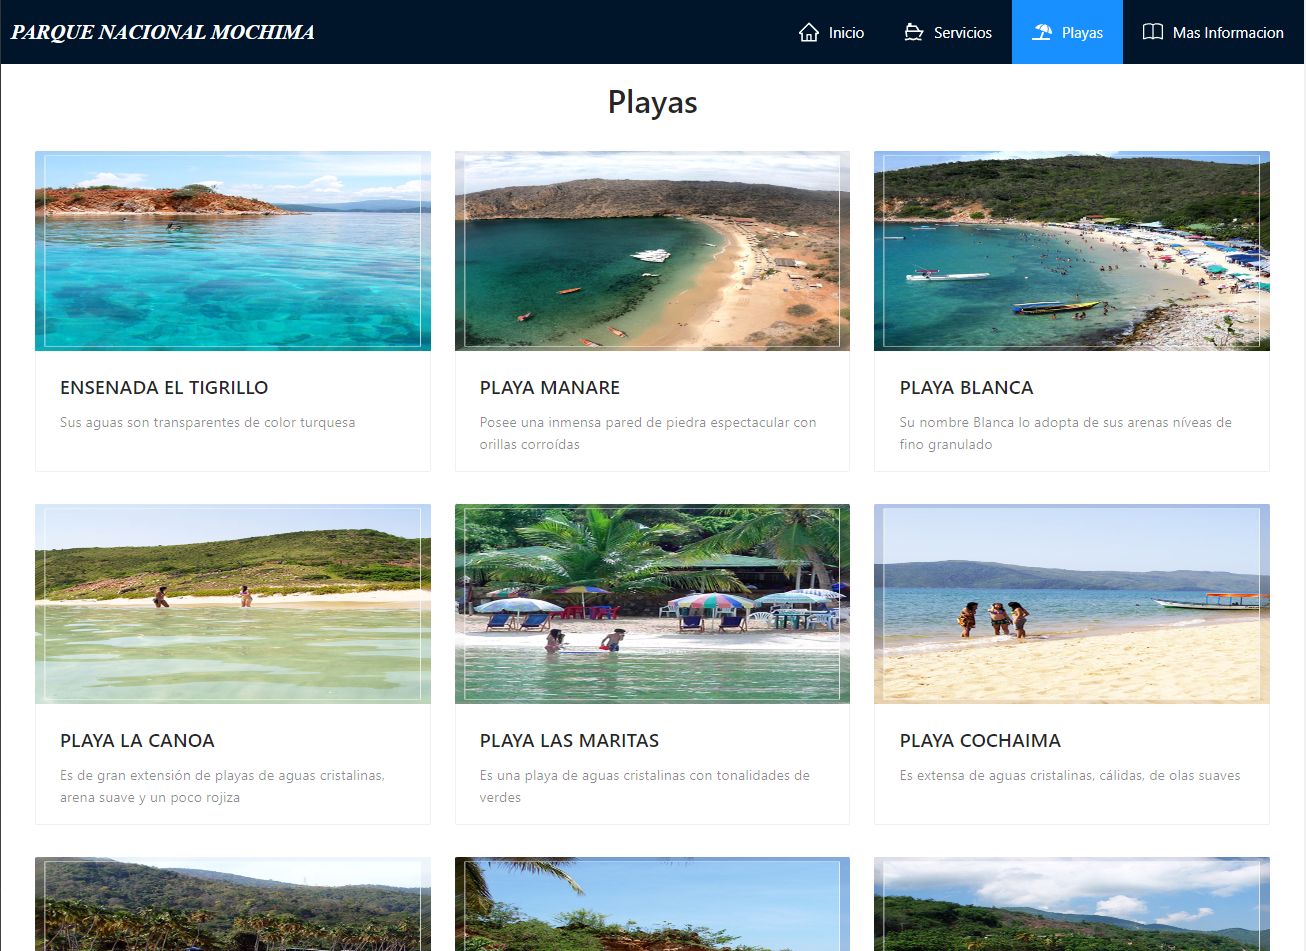 PARQUE NACIONAL MOCHIMA
Inicio
Servicios
Playas
Mas Informacion
Playas
ENSENADA EL TIGRILLO
Sus aguas son transparentes de color turquesa
PLAYA MANARE
Posee una inmensa pared de piedra espectacular con
orillas corroídas
PLAYA BLANCA
Su nombre Blanca lo adopta de sus arenas níveas de
fino granulado
PLAYA LA CANOA
Es de gran extensión de playas de aguas cristalinas,
arena suave y un poco rojiza
PLAYA LAS MARITAS
Es una playa de aguas cristalinas con tonalidades de
verdes
PLAYA COCHAIMA
Es extensa de aguas cristalinas, cálidas, de olas suaves